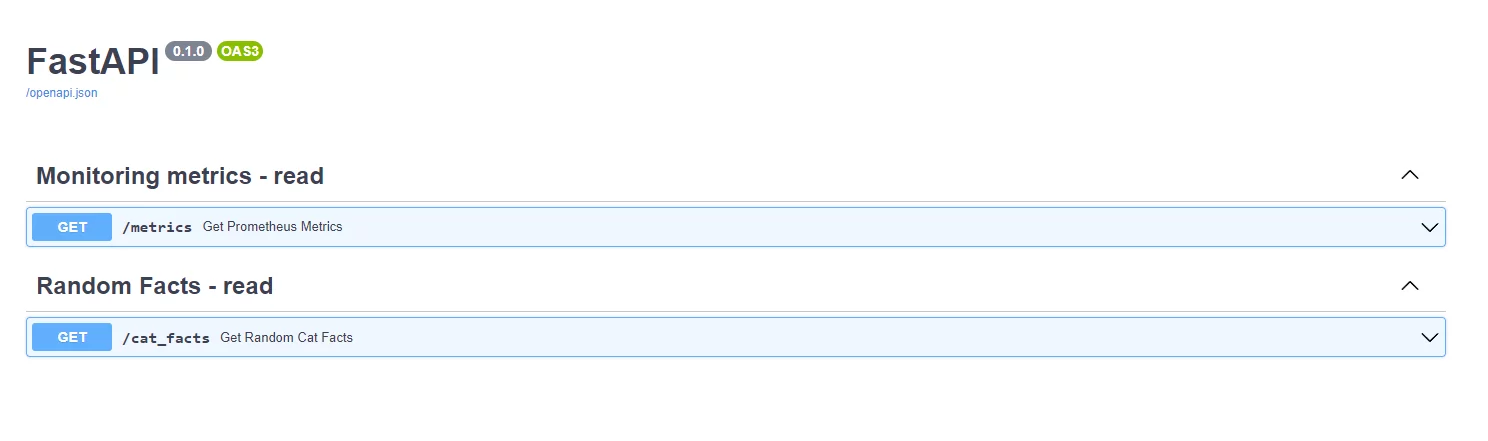 FastAPI 0.1.0 OAS3
/openapi.json
Monitoring metrics - read
GET /metrics Get Prometheus Metrics
Random Facts - read
GET /cat_facts Get Random Cat Facts